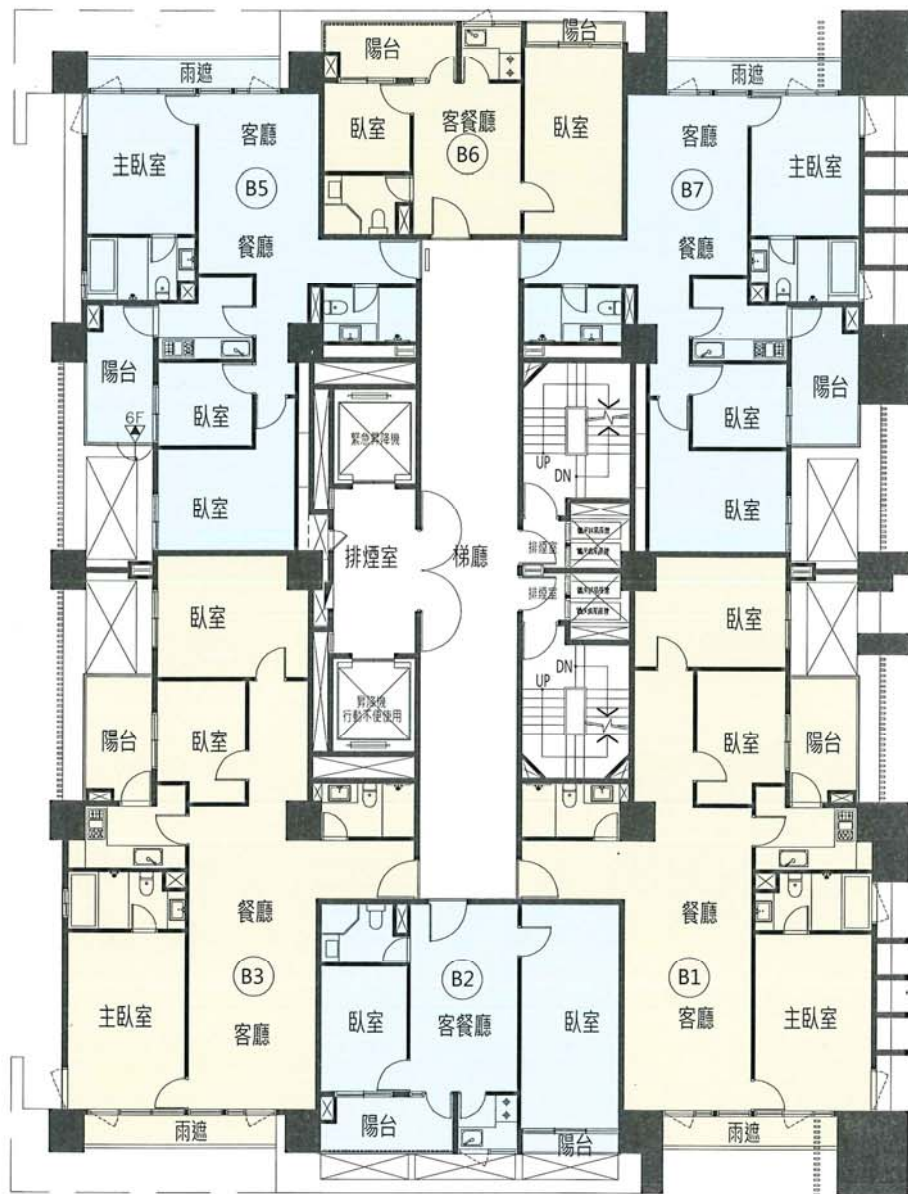 陽台
陽台
雨遮
雨遮
客廳
臥室
客餐廳
臥室
客廳
主臥室
B6
主臥室
B5
B7
餐廳
餐廳
陽台
陽台
6F
臥室
臥室
緊急昇降機
UP
DN
臥室
臥室
排煙室
梯廳
排煙室
排煙室
臥室
臥室
DN
UP
昇降機
行動不便使用
陽台
臥室
臥室
陽台
餐廳
餐廳
B3
B2
B1
主臥室
客廳
臥室
客餐廳
臥室
客廳
主臥室
雨遮
陽台
陽台
雨遮